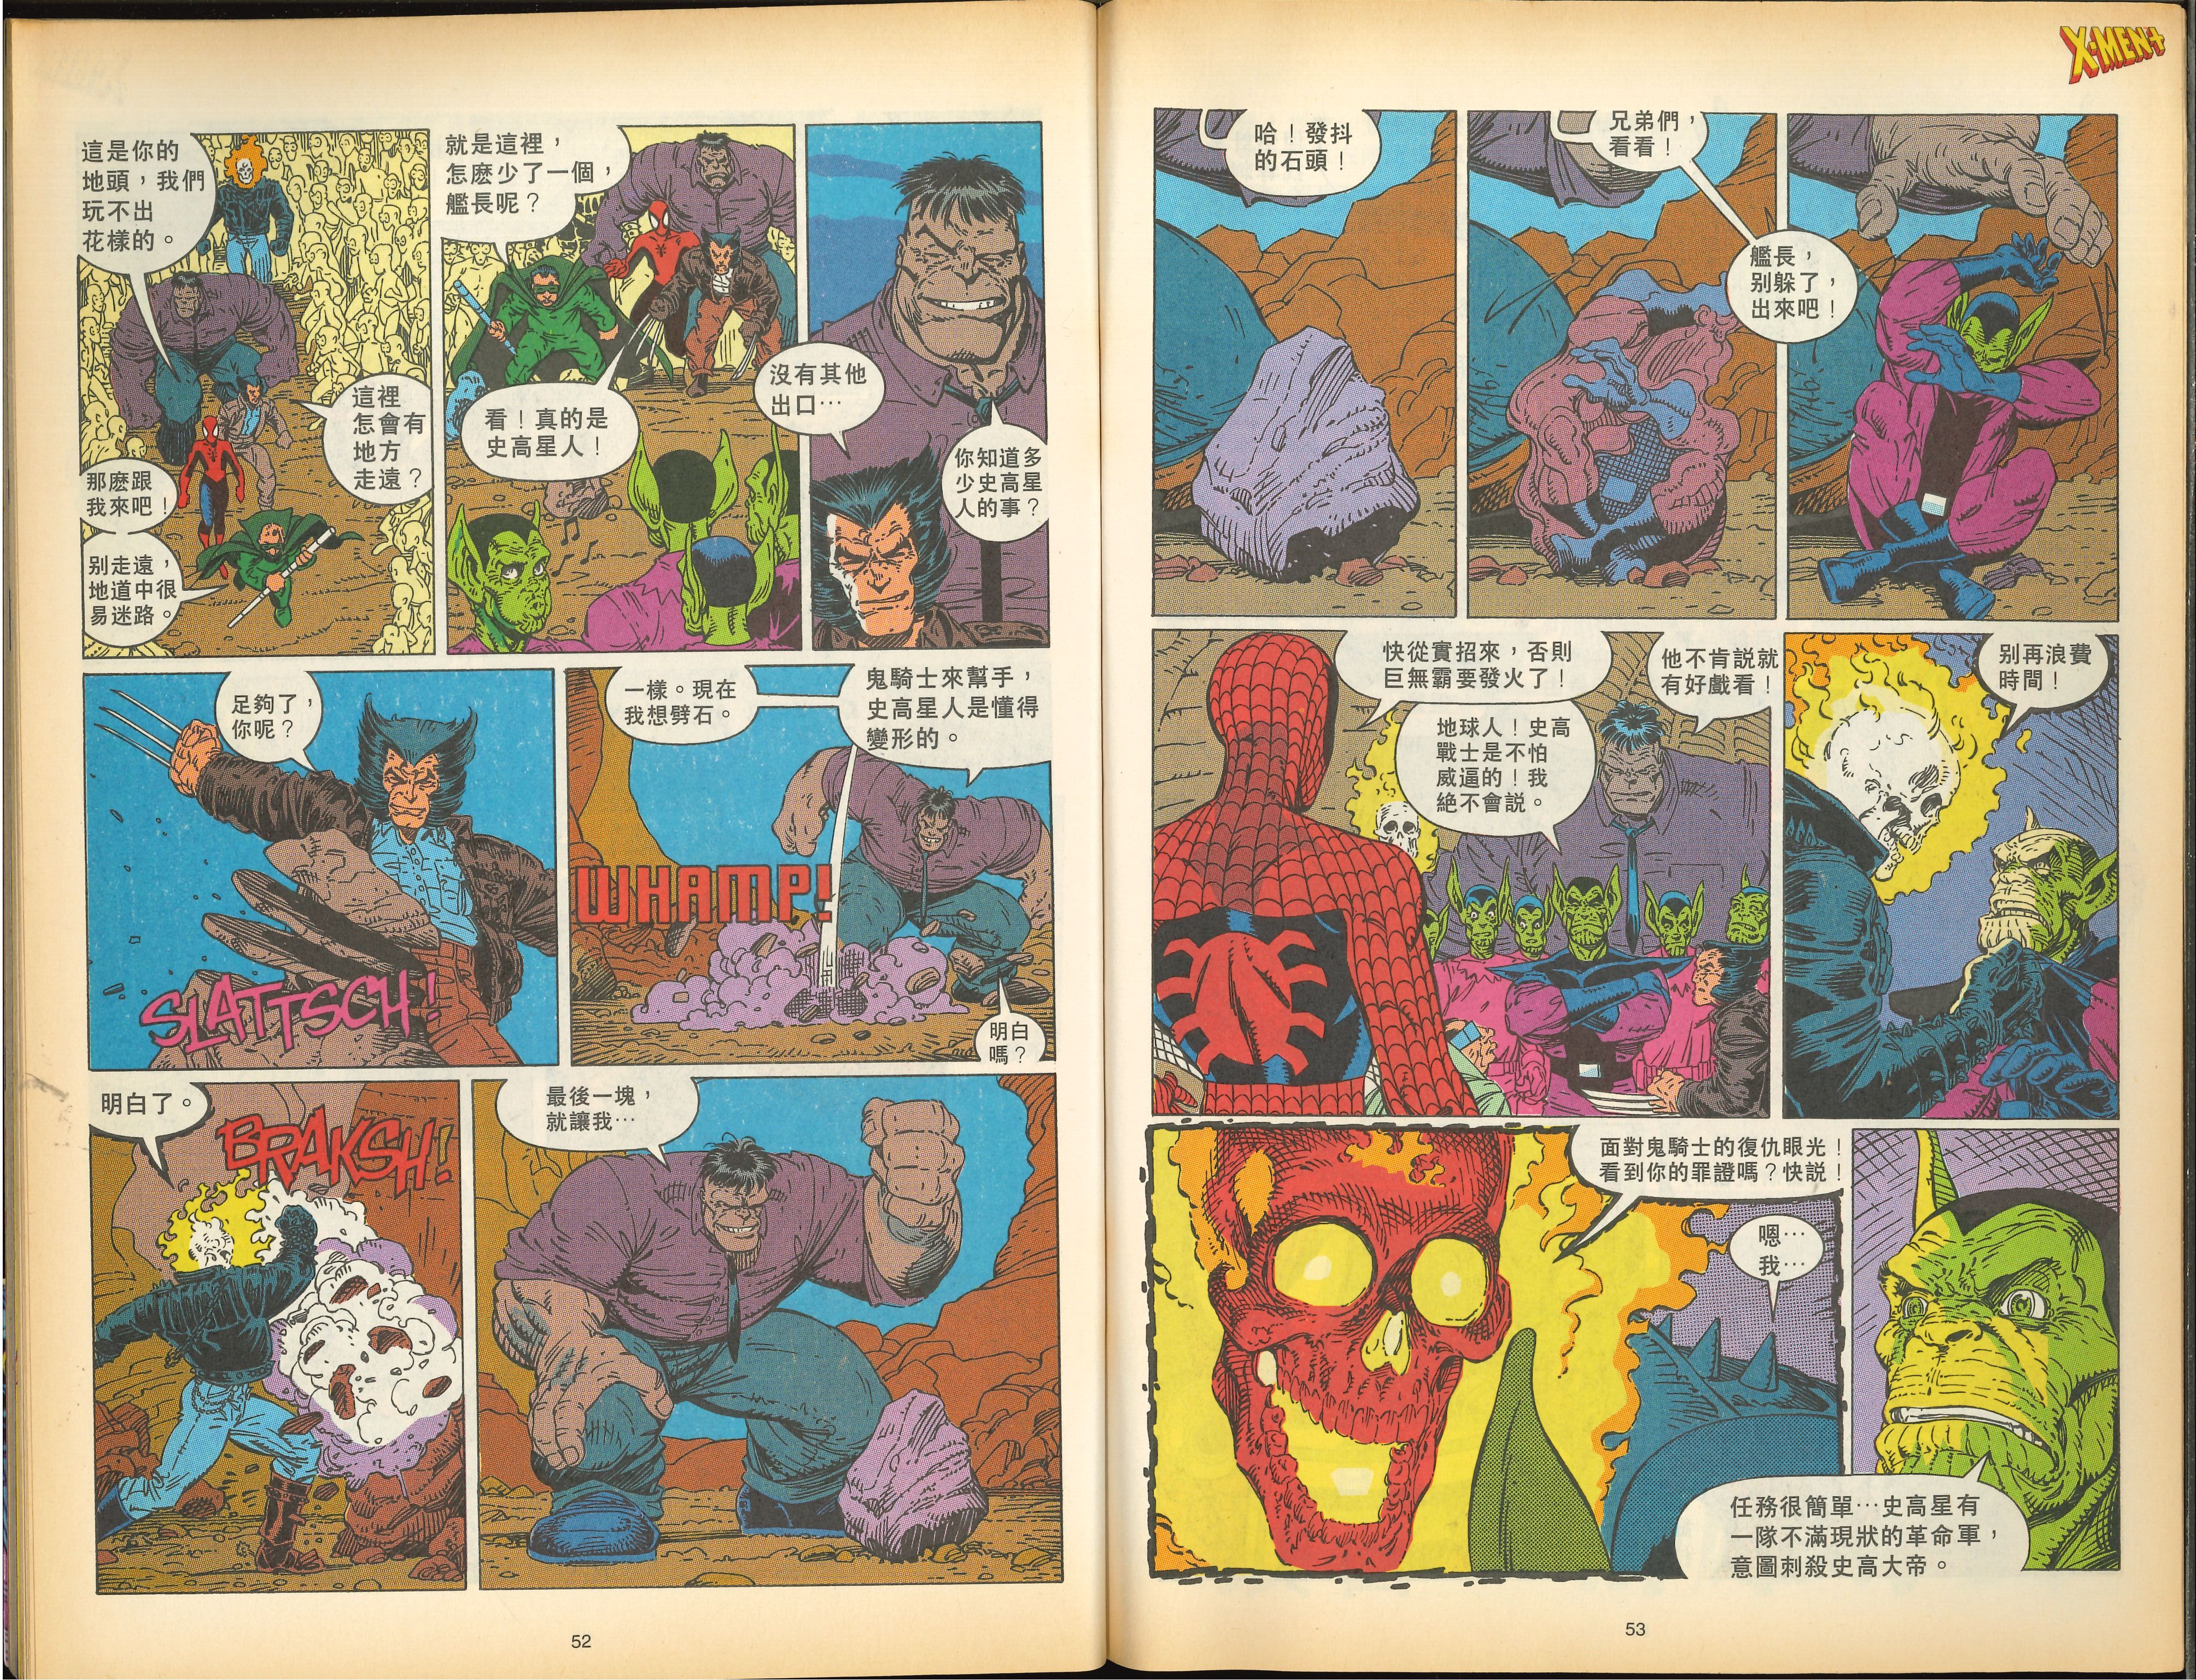 這是你的
地頭，我們
玩不出
花樣的。
這裡
怎會有
地方
走遠？
那麽跟
我來吧！
别走遠，
地道中很
易迷路。
就是這裡，
怎麽少了一個，
艦長呢？
看！真的是
史高星人！
沒有其他
出口…
你知道多
少史高星
人的事？
足夠了，
你呢？
SLATTSCH!
一樣。現在
我想劈石。
鬼騎士來幫手，
史高星人是懂得
變形的。
WHAMP!
明白
嗎？
明白了。
BRAKSH!
最後一塊，
就讓我…
52
X-MEN+
哈！發抖
的石頭！
兄弟們，
看看！
艦長，
别躲了，
出來吧！
快從實招來，否則
巨無霸要發火了！
地球人！史高
戰士是不怕
威逼的！我
絕不會説。
他不肯説就
有好戲看！
别再浪費
時間！
面對鬼騎士的復仇眼光！
看到你的罪證嗎？快説！
嗯…
我…
任務很簡單…史高星有
一隊不滿現狀的革命軍，
意圖刺殺史高大帝。
53